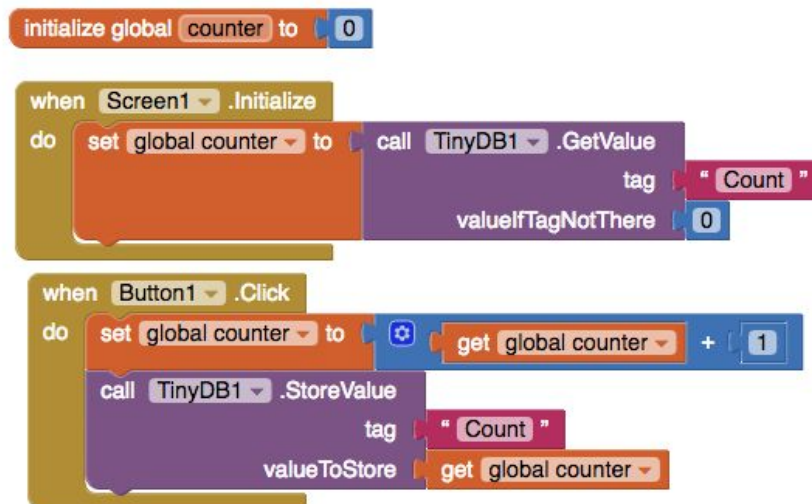 initialize global counter to 0
when Screen1 .Initialize
do set global counter to call TinyDB1 .GetValue
tag " Count "
valueIfTagNotThere 0
when Button1 .Click
do set global counter to get global counter + 1
call TinyDB1 .StoreValue
tag " Count "
valueToStore get global counter